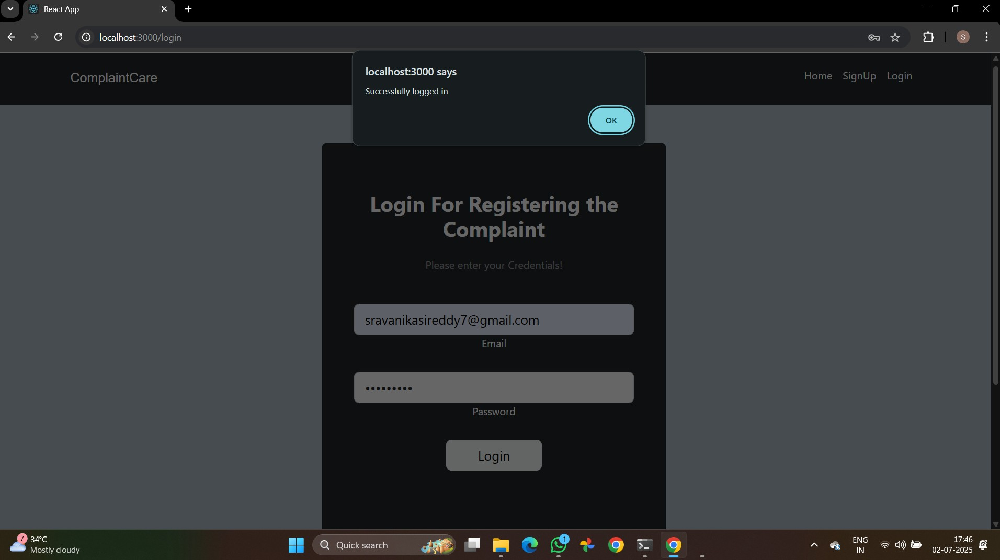 React App
localhost:3000/login
S
ComplaintCare
Home SignUp Login
localhost:3000 says
Successfully logged in
OK
Login For Registering the
Complaint
Please enter your Credentials!
sravanikasireddy7@gmail.com
Email
•••••••••
Password
Login
7
34°C
Mostly cloudy
Quick search
1
ENG
IN
17:46
02-07-2025